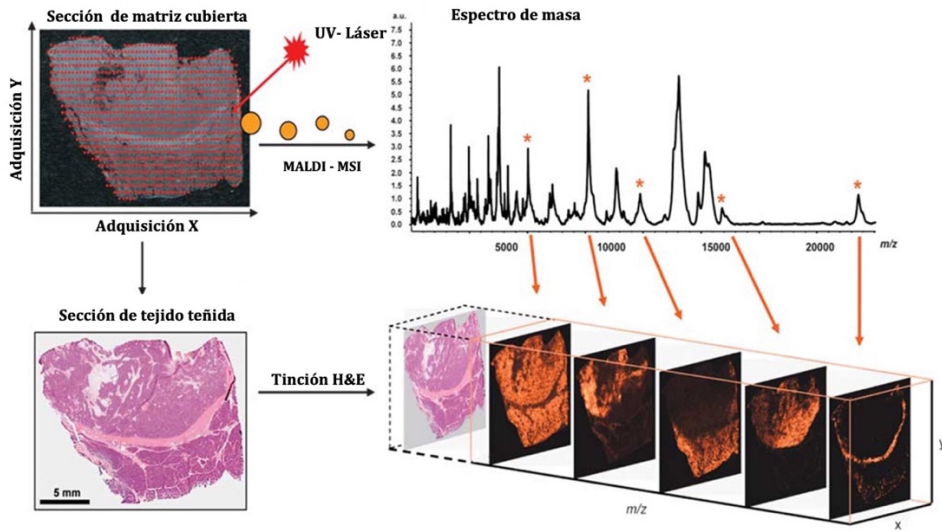 Sección de matriz cubierta
Adquisición Y
Adquisición X
UV- Láser
MALDI - MSI
Espectro de masa
a.u.
7.5
7.0
6.5
6.0
5.5
5.0
4.5
4.0
3.5
3.0
2.5
2.0
1.5
1.0
0.5
0.0
5000
10000
15000
20000
m/z
*
*
*
*
*
Sección de tejido teñida
5 mm
Tinción H&E
m/z
x
y